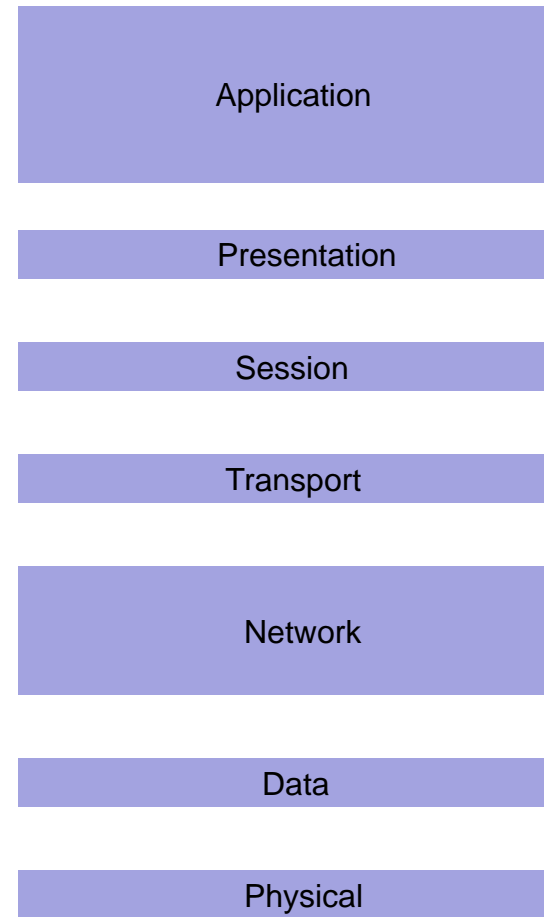 Application
Presentation
Session
Transport
Network
Data
Physical